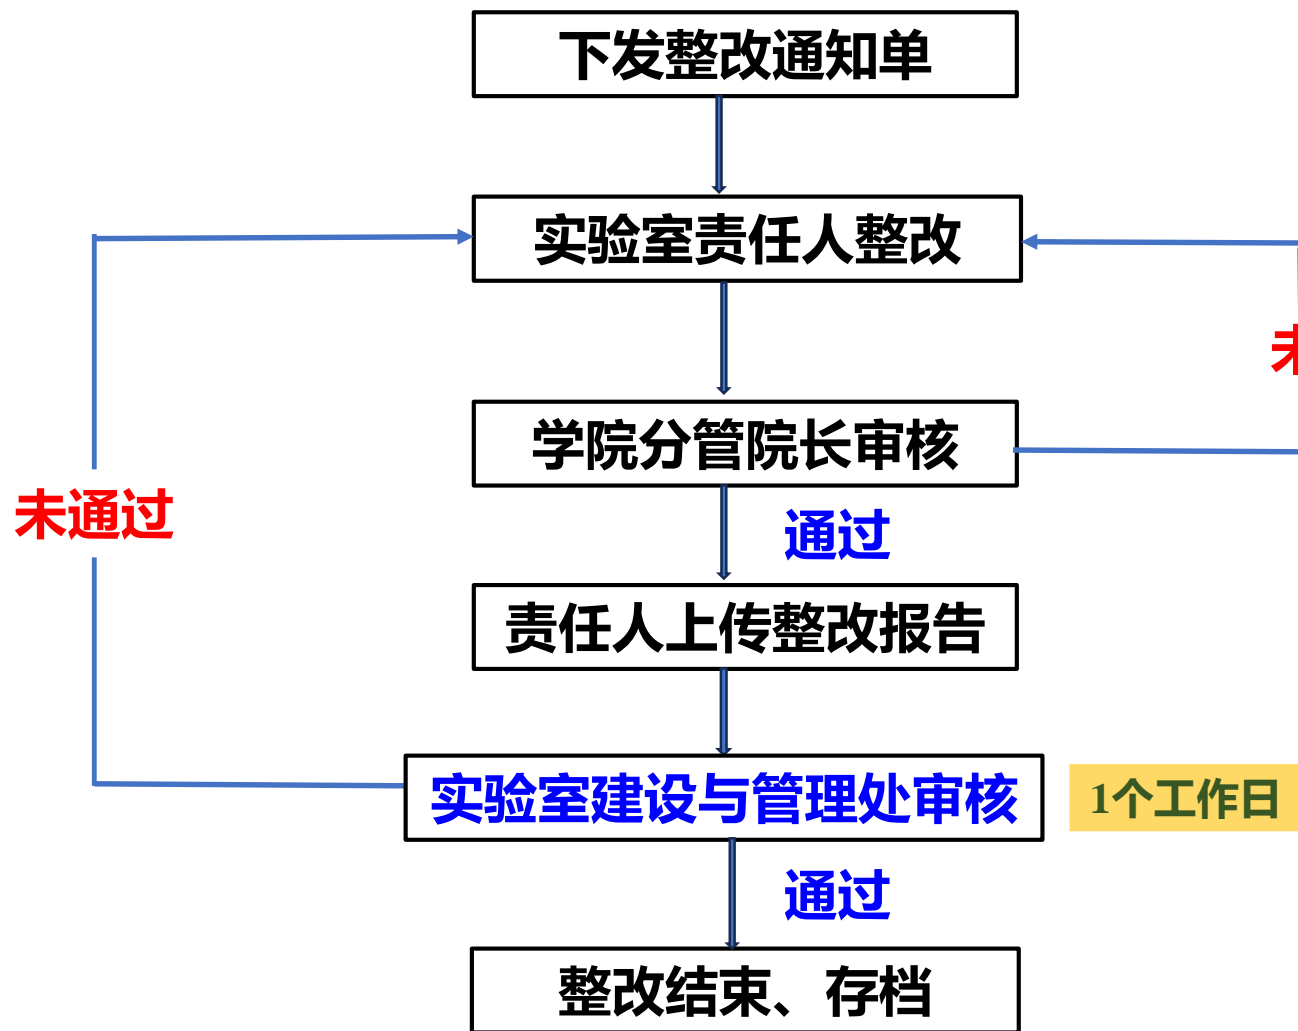 下发整改通知单
实验室责任人整改
未
学院分管院长审核
未通过
通过
责任人上传整改报告
实验室建设与管理处审核
1个工作日
通过
整改结束、存档